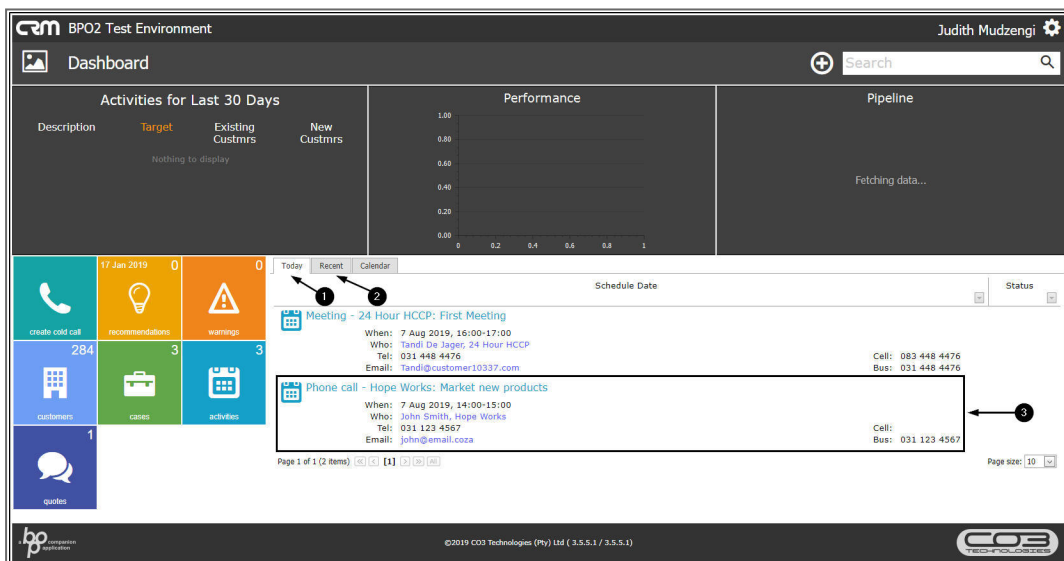 CRM BPO2 Test Environment
Judith Mudzengi
Dashboard
Search
Activities for Last 30 Days
Description Target Existing Custmrs New Custmrs
Nothing to display
Performance
1.00
0.80
0.60
0.40
0.20
0.00
0 0.2 0.4 0.6 0.8 1
Pipeline
Fetching data...
create cold call
17 Jan 2019 0
recommendations
0
warnings
284
customers
3
cases
3
activities
1
quotes
Today Recent Calendar
1 2
Schedule Date Status
Meeting - 24 Hour HCCP: First Meeting
When: 7 Aug 2019, 16:00-17:00
Who: Tandi De Jager, 24 Hour HCCP
Tel: 031 448 4476 Cell: 083 448 4476
Email: Tandi@customer10337.com Bus: 031 448 4476
Phone call - Hope Works: Market new products
When: 7 Aug 2019, 14:00-15:00
Who: John Smith, Hope Works
3
Tel: 031 123 4567 Cell:
Email: john@email.coza Bus: 031 123 4567
Page 1 of 1 (2 items) [1] All Page size: 10
a bpo companion application
©2019 CO3 Technologies (Pty) Ltd ( 3.5.5.1 / 3.5.5.1)
CO3
TECHNOLOGIES